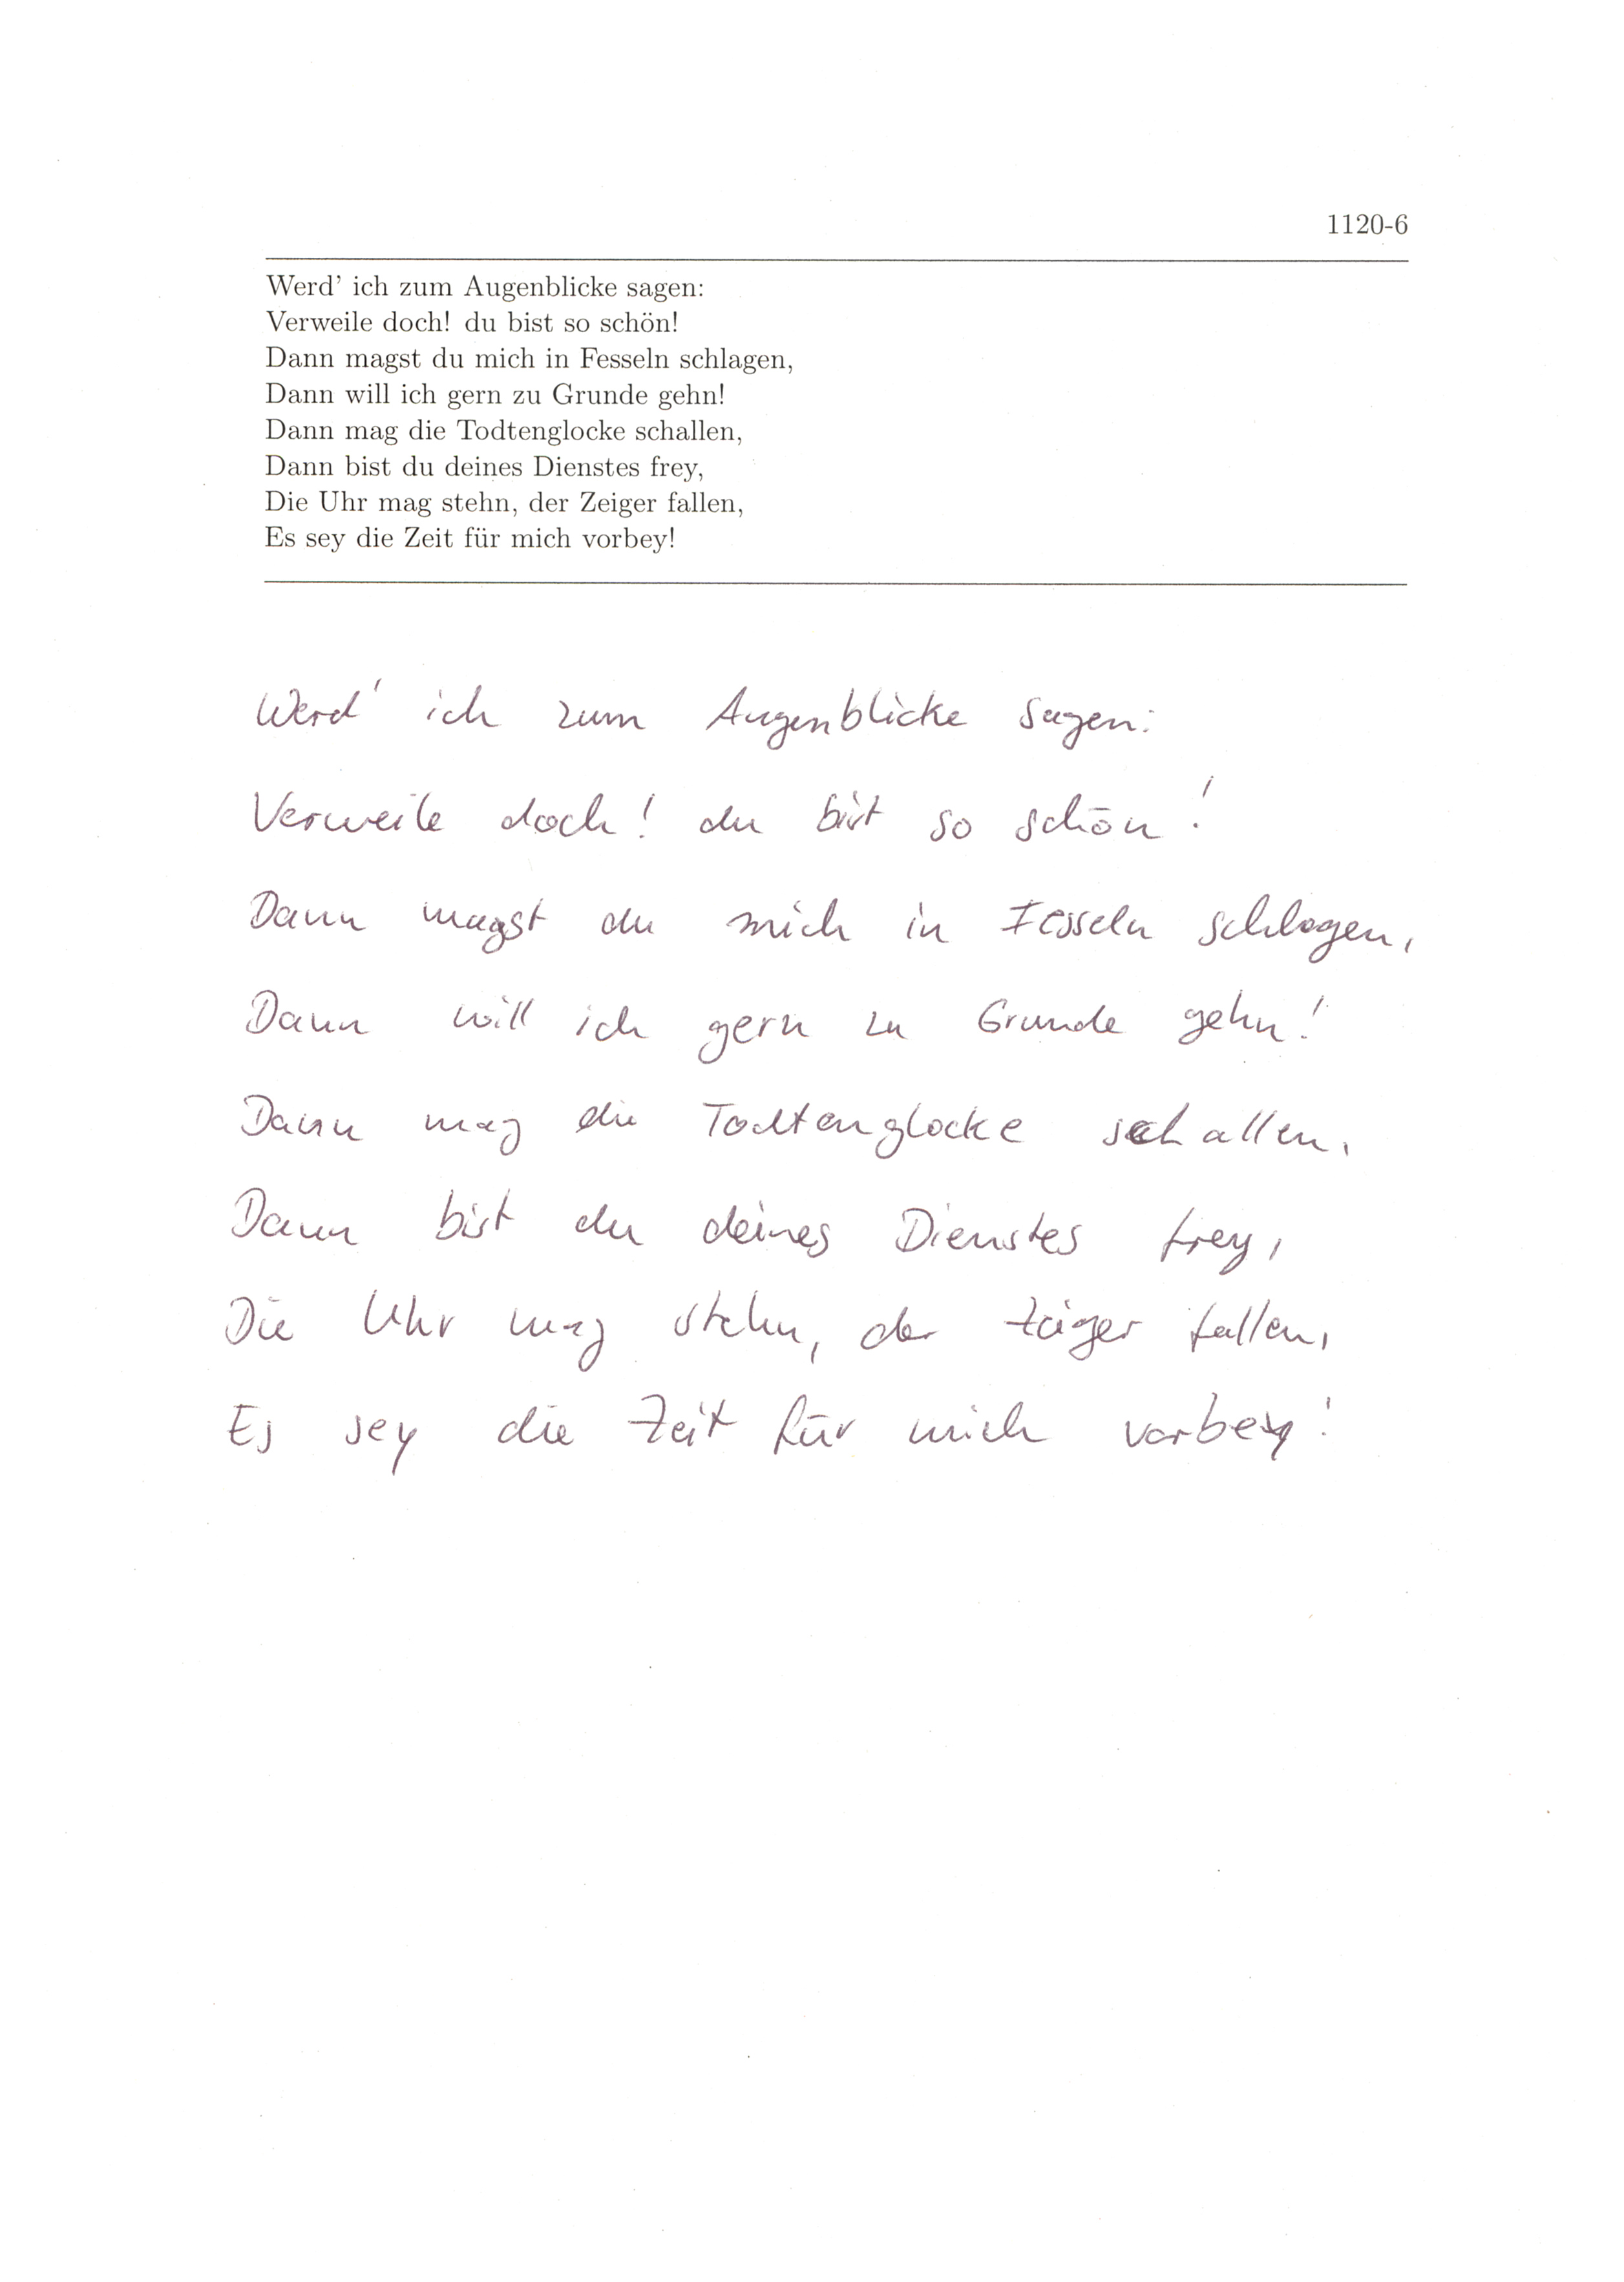 1120-6
Werd' ich zum Augenblicke sagen:
Verweile doch! du bist so schön!
Dann magst du mich in Fesseln schlagen,
Dann will ich gern zu Grunde gehn!
Dann mag die Todtenglocke schallen,
Dann bist du deines Dienstes frey,
Die Uhr mag stehn, der Zeiger fallen,
Es sey die Zeit für mich vorbey!
Werd' ich zum Augenblicke sagen:
Verweile doch! du bist so schön!
Dann magst du mich in Fesseln schlagen,
Dann will ich gern zu Grunde gehn!
Dann mag die Todtenglocke schallen,
Dann bist du deines Dienstes frey,
Die Uhr mag stehn, der Zeiger fallen,
Es sey die Zeit für mich vorbey!